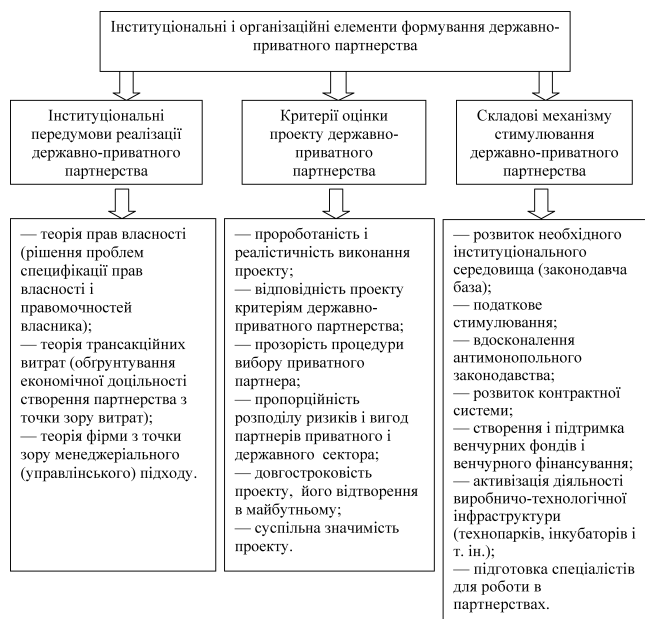 Інституціональні і організаційні елементи формування державно-
приватного партнерства
Інституціональні
передумови реалізації
державно-приватного
партнерства
Критерії оцінки
проекту державно-
приватного
партнерства
Складові механізму
стимулювання
державно-приватного
партнерства
— теорія прав власності
(рішення проблем
специфікації прав
власності і
правомочностей
власника);
— теорія трансакційних
витрат (обґрунтування
економічної доцільності
створення партнерства з
точки зору витрат);
— теорія фірми з точки
зору менеджеріального
(управлінського) підходу.
— пророботаність і
реалістичність виконання
проекту;
— відповідність проекту
критеріям державно-
приватного партнерства;
— прозорість процедури
вибору приватного
партнера;
— пропорційність
розподілу ризиків і вигод
партнерів приватного і
державного сектора;
— довгостроковість
проекту, його відтворення
в майбутньому;
— суспільна значимість
проекту.
— розвиток необхідного
інституціонального
середовища (законодавча
база);
— податкове
стимулювання;
— вдосконалення
антимонопольного
законодавства;
— розвиток контрактної
системи;
— створення і підтримка
венчурних фондів і
венчурного фінансування;
— активізація діяльності
виробничо-технологічної
інфраструктури
(технопарків, інкубаторів і
т. ін.);
— підготовка спеціалістів
для роботи в
партнерствах.